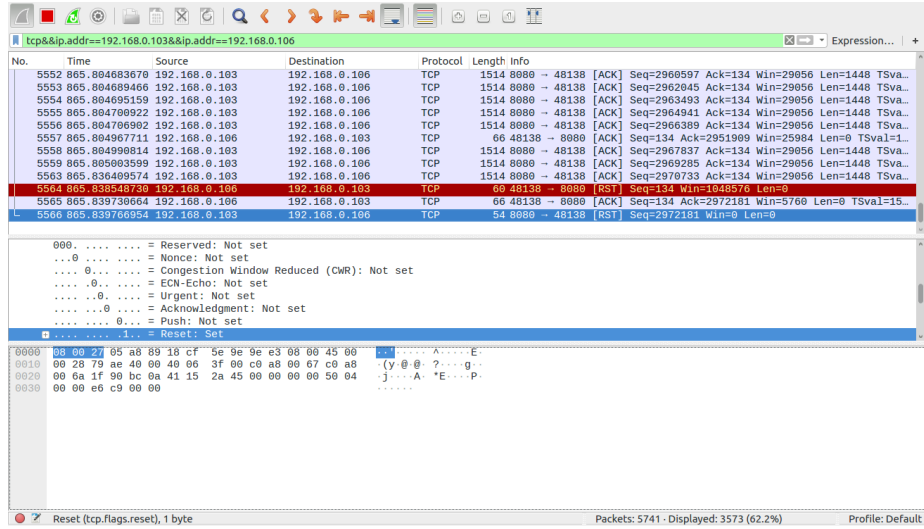 tcp&&ip.addr==192.168.0.103&&ip.addr==192.168.0.106 Expression… +
No. Time Source Destination Protocol Length Info
5552 865.804683670 192.168.0.103 192.168.0.106 TCP 1514 8080 → 48138 [ACK] Seq=2960597 Ack=134 Win=29056 Len=1448 TSva…
5553 865.804689466 192.168.0.103 192.168.0.106 TCP 1514 8080 → 48138 [ACK] Seq=2962045 Ack=134 Win=29056 Len=1448 TSva…
5554 865.804695159 192.168.0.103 192.168.0.106 TCP 1514 8080 → 48138 [ACK] Seq=2963493 Ack=134 Win=29056 Len=1448 TSva…
5555 865.804700922 192.168.0.103 192.168.0.106 TCP 1514 8080 → 48138 [ACK] Seq=2964941 Ack=134 Win=29056 Len=1448 TSva…
5556 865.804706902 192.168.0.103 192.168.0.106 TCP 1514 8080 → 48138 [ACK] Seq=2966389 Ack=134 Win=29056 Len=1448 TSva…
5557 865.804967711 192.168.0.106 192.168.0.103 TCP 66 48138 → 8080 [ACK] Seq=134 Ack=2951909 Win=25984 Len=0 TSval=1…
5558 865.804990814 192.168.0.103 192.168.0.106 TCP 1514 8080 → 48138 [ACK] Seq=2967837 Ack=134 Win=29056 Len=1448 TSva…
5559 865.805003599 192.168.0.103 192.168.0.106 TCP 1514 8080 → 48138 [ACK] Seq=2969285 Ack=134 Win=29056 Len=1448 TSva…
5563 865.836409574 192.168.0.103 192.168.0.106 TCP 1514 8080 → 48138 [ACK] Seq=2970733 Ack=134 Win=29056 Len=1448 TSva…
5564 865.838548730 192.168.0.106 192.168.0.103 TCP 60 48138 → 8080 [RST] Seq=134 Win=1048576 Len=0
5565 865.839730664 192.168.0.106 192.168.0.103 TCP 66 48138 → 8080 [ACK] Seq=134 Ack=2972181 Win=5760 Len=0 TSval=15…
5566 865.839766954 192.168.0.103 192.168.0.106 TCP 54 8080 → 48138 [RST] Seq=2972181 Win=0 Len=0
000. .... .... = Reserved: Not set
...0 .... .... = Nonce: Not set
.... 0... .... = Congestion Window Reduced (CWR): Not set
.... .0.. .... = ECN-Echo: Not set
.... ..0. .... = Urgent: Not set
.... ...0 .... = Acknowledgment: Not set
.... .... 0... = Push: Not set
.... .... .1.. = Reset: Set
0000 08 00 27 05 a8 89 18 cf 5e 9e 9e e3 08 00 45 00 ··'····· ^·····E·
0010 00 28 79 ae 40 00 40 06 3f 00 c0 a8 00 67 c0 a8 ·(y·@·@· ?····g··
0020 00 6a 1f 90 bc 0a 41 15 2a 45 00 00 00 00 50 04 ·j····A· *E····P·
0030 00 00 e6 c9 00 00 ······
Reset (tcp.flags.reset), 1 byte Packets: 5741 · Displayed: 3573 (62.2%) Profile: Default